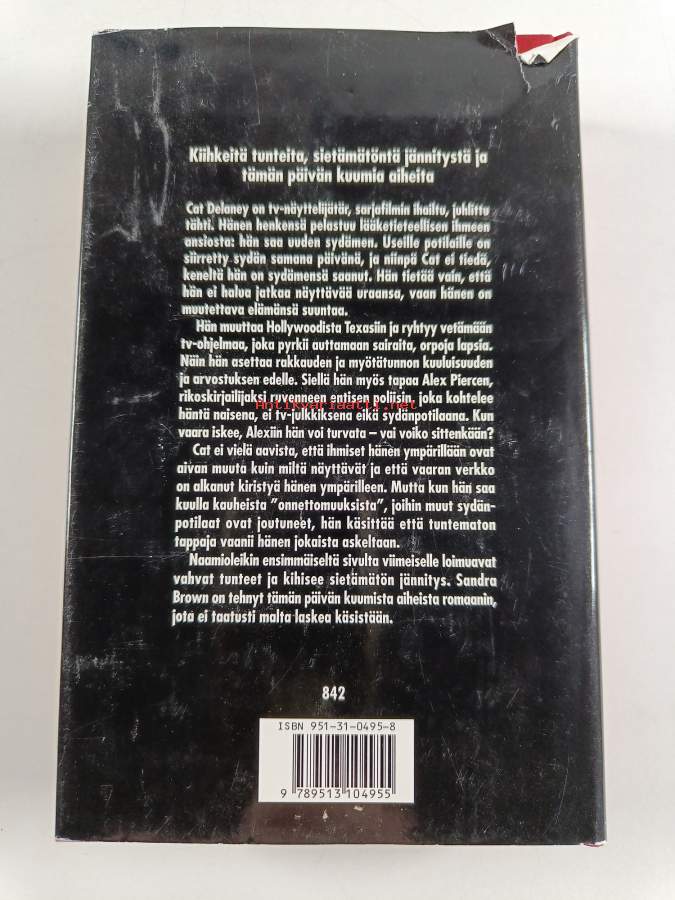 Kiihkeitä tunteita, sietämätöntä jännitystä ja
tämän päivän kuumia aiheita
Cat Delaney on tv-näyttelijätär, sarjafilmin ihailtu, juhlittu
tähti. Hänen henkensä pelastuu lääketieteellisen ihmeen
ansiosta: hän saa uuden sydämen. Useille potilaille on
siirretty sydän samana päivänä, ja niinpä Cat ei tiedä,
keneltä hän on sydämensä saanut. Hän tietää vain, että
hän ei halua jatkaa näyttävää uraansa, vaan hänen on
muutettava elämänsä suuntaa.
Hän muuttaa Hollywoodista Texasiin ja ryhtyy vetämään
tv-ohjelmaa, joka pyrkii auttamaan sairaita, orpoja lapsia.
Näin hän asettaa rakkauden ja myötätunnon kuuluisuuden
ja arvostuksen edelle. Siellä hän myös tapaa Alex Piercen,
rikoskirjailijaksi ruvenneen entisen poliisin, joka kohtelee
Antikvariaatti.net
häntä naisena, ei tv-julkkiksena eikä sydänpotilaana. Kun
vaara iskee, Alexiin hän voi turvata – vai voiko sittenkään?
Cat ei vielä aavista, että ihmiset hänen ympärillään ovat
aivan muuta kuin miltä näyttävät ja että vaaran verkko
on alkanut kiristyä hänen ympärilleen. Mutta kun hän saa
kuulla kauheista ”onnettomuuksista”, joihin muut sydän-
potilaat ovat joutuneet, hän käsittää että tuntematon
tappaja vaanii hänen jokaista askeltaan.
Naamioleikin ensimmäiseltä sivulta viimeiselle loimuavat
vahvat tunteet ja kihisee sietämätön jännitys. Sandra
Brown on tehnyt tämän päivän kuumista aiheista romaanin,
jota ei taatusti malta laskea käsistään.
842
ISBN 951-31-0495-8
9 789513 104955